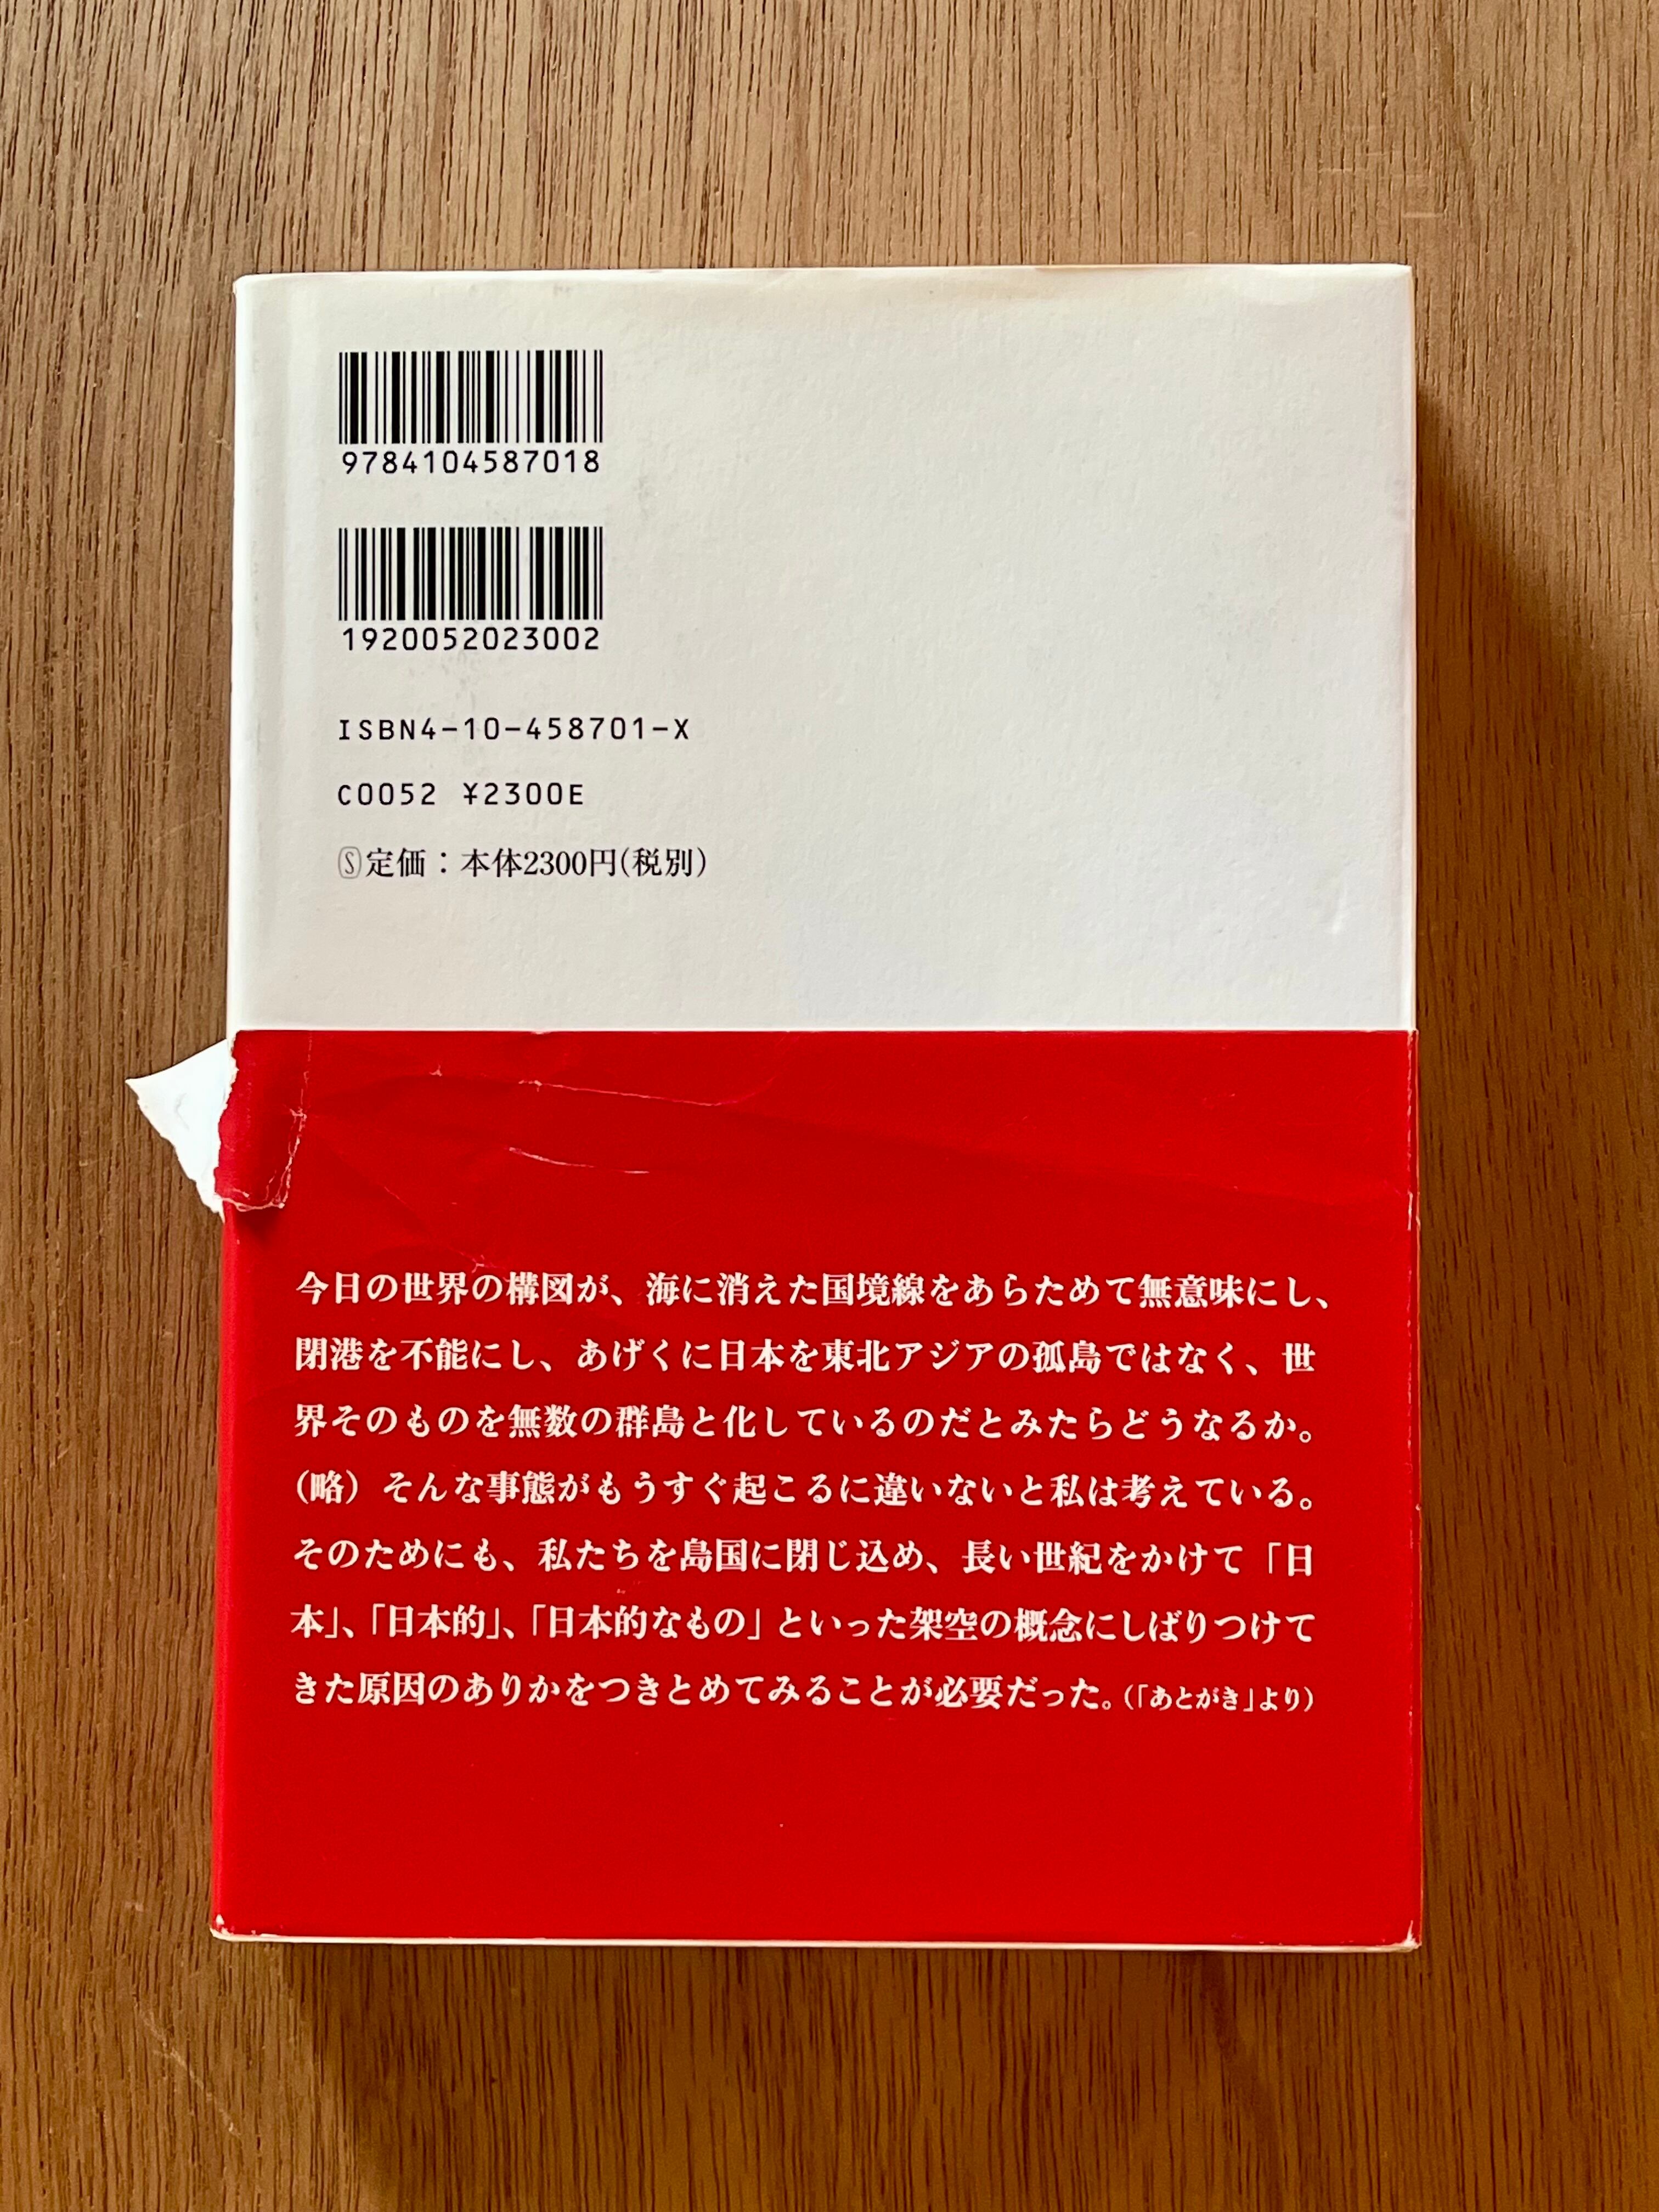 9784104587018
1920052023002
ISBN4-10-458701-X
C0052 ¥2300E
Ⓢ定価：本体2300円(税別)
今日の世界の構図が、海に消えた国境線をあらためて無意味にし、
閉港を不能にし、あげくに日本を東北アジアの孤島ではなく、世
界そのものを無数の群島と化しているのだとみたらどうなるか。
（略）そんな事態がもうすぐ起こるに違いないと私は考えている。
そのためにも、私たちを島国に閉じ込め、長い世紀をかけて「日
本」、「日本的」、「日本的なもの」といった架空の概念にしばりつけて
きた原因のありかをつきとめてみることが必要だった。（「あとがき」より）